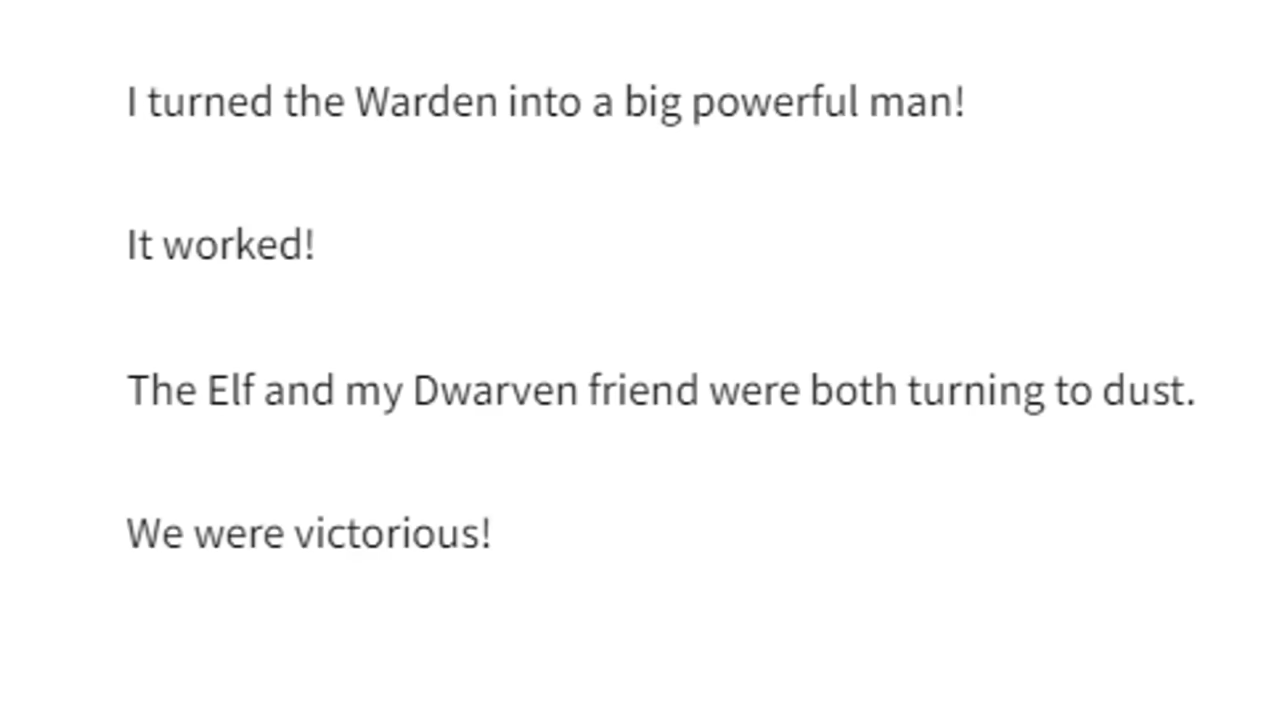 I turned the Warden into a big powerful man!
It worked!
The Elf and my Dwarven friend were both turning to dust.
We were victorious!